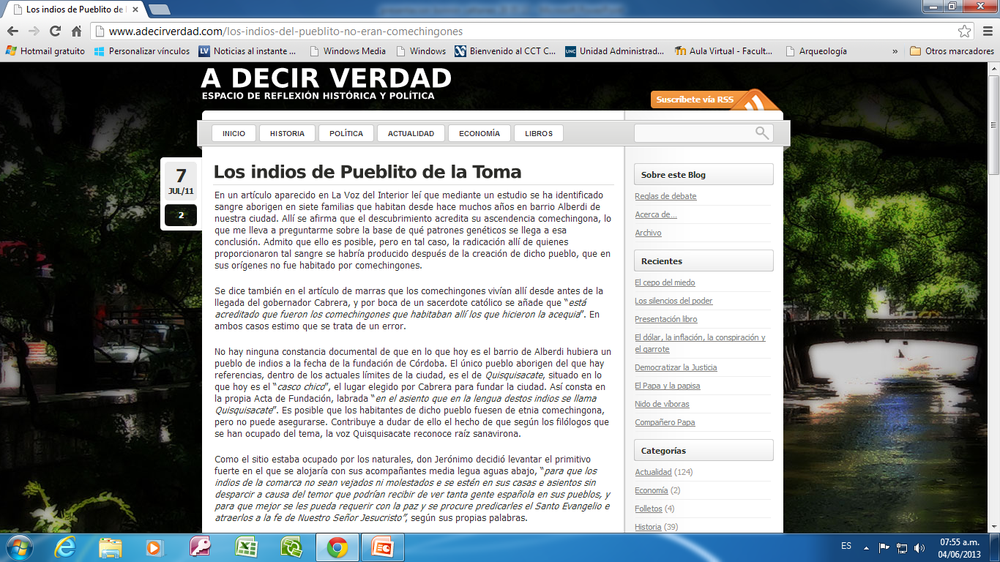 Los indios de Pueblito de l
www.adecirverdad.com/los-indios-del-pueblito-no-eran-comechingones
Hotmail gratuito Personalizar vínculos Noticias al instante ... Windows Media Windows Bienvenido al CCT C... Unidad Administrad... Aula Virtual - Facult... Arqueología » Otros marcadores
A DECIR VERDAD
ESPACIO DE REFLEXIÓN HISTÓRICA Y POLÍTICA
Suscríbete vía RSS
INICIO HISTORIA POLÍTICA ACTUALIDAD ECONOMÍA LIBROS
7
JUL/11
2
Los indios de Pueblito de la Toma
En un artículo aparecido en La Voz del Interior leí que mediante un estudio se ha identificado
sangre aborigen en siete familias que habitan desde hace muchos años en barrio Alberdi de
nuestra ciudad. Allí se afirma que el descubrimiento acredita su ascendencia comechingona, lo
que me lleva a preguntarme sobre la base de qué patrones genéticos se llega a esa
conclusión. Admito que ello es posible, pero en tal caso, la radicación allí de quienes
proporcionaron tal sangre se habría producido después de la creación de dicho pueblo, que en
sus orígenes no fue habitado por comechingones.
Se dice también en el artículo de marras que los comechingones vivían allí desde antes de la
llegada del gobernador Cabrera, y por boca de un sacerdote católico se añade que “está
acreditado que fueron los comechingones que habitaban allí los que hicieron la acequia”. En
ambos casos estimo que se trata de un error.
No hay ninguna constancia documental de que en lo que hoy es el barrio de Alberdi hubiera un
pueblo de indios a la fecha de la fundación de Córdoba. El único pueblo aborigen del que hay
referencias, dentro de los actuales límites de la ciudad, es el de Quisquisacate, situado en lo
que hoy es el “casco chico”, el lugar elegido por Cabrera para fundar la ciudad. Así consta en
la propia Acta de Fundación, labrada “en el asiento que en la lengua destos indios se llama
Quisquisacate”. Es posible que los habitantes de dicho pueblo fuesen de etnia comechingona,
pero no puede asegurarse. Contribuye a dudar de ello el hecho de que según los filólogos que
se han ocupado del tema, la voz Quisquisacate reconoce raíz sanavirona.
Como el sitio estaba ocupado por los naturales, don Jerónimo decidió levantar el primitivo
fuerte en el que se alojaría con sus acompañantes media legua aguas abajo, “para que los
indios de la comarca no sean vejados ni molestados e se estén en sus casas e asientos sin
desparcir a causa del temor que podrían recibir de ver tanta gente española en sus pueblos, y
para que mejor se les pueda requerir con la paz y se procure predicarles el Santo Evangelio e
atraerlos a la fe de Nuestro Señor Jesucristo”, según sus propias palabras.
Sobre este Blog
Reglas de debate
Acerca de...
Archivo
Recientes
El cepo del miedo
Los silencios del poder
Presentación libro
El dólar, la inflación, la conspiración y
el garrote
Democratizar la Justicia
El Papa y la papisa
Nido de víboras
Compañero Papa
Categorías
Actualidad (124)
Economía (2)
Folletos (4)
Historia (39)
ES
07:55 a.m.
04/06/2013